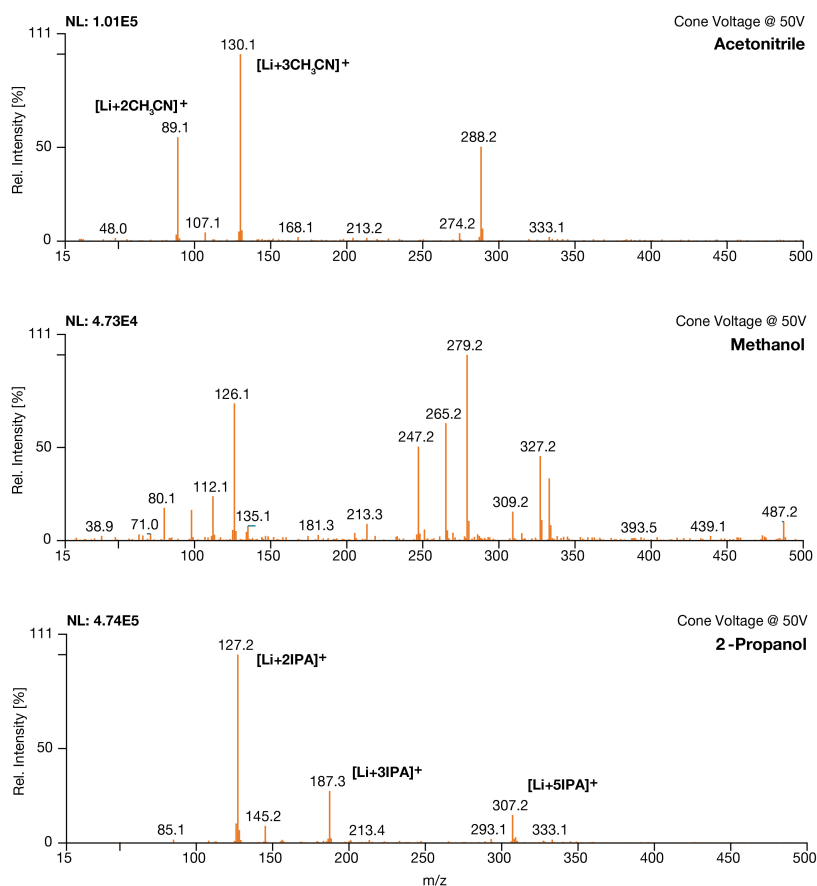 NL: 1.01E5
Cone Voltage @ 50V
Acetonitrile
111
130.1
[Li+3CH₃CN]⁺
[Li+2CH₃CN]⁺
89.1
50
288.2
Rel. Intensity [%]
48.0
107.1
168.1
213.2
274.2
333.1
0
15 100 150 200 250 300 350 400 450 500
NL: 4.73E4
Cone Voltage @ 50V
Methanol
111
279.2
126.1
265.2
50
247.2
327.2
Rel. Intensity [%]
80.1
112.1
309.2
38.9
71.0
135.1
181.3
213.3
393.5
439.1
487.2
0
15 100 150 200 250 300 350 400 450 500
NL: 4.74E5
Cone Voltage @ 50V
2-Propanol
111
127.2
[Li+2IPA]⁺
50
187.3
[Li+3IPA]⁺
[Li+5IPA]⁺
307.2
Rel. Intensity [%]
85.1
145.2
213.4
293.1
333.1
0
15 100 150 200 250 300 350 400 450 500
m/z